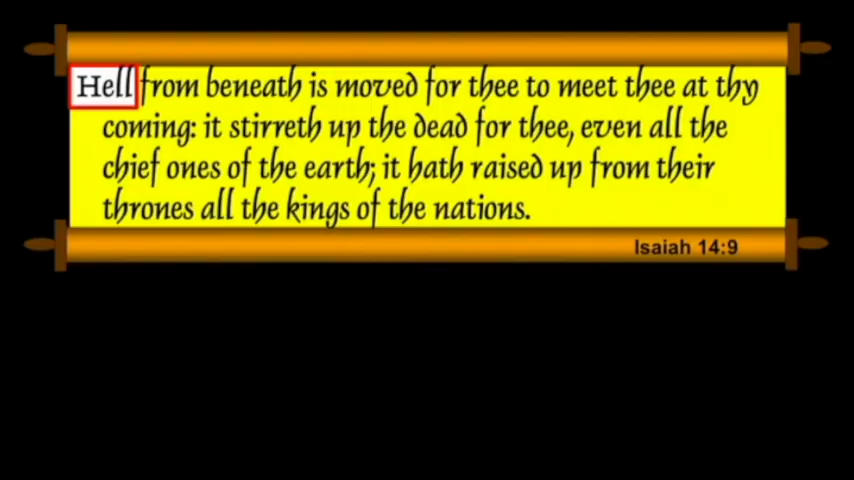 Hell from beneath is moved for thee to meet thee at thy
coming: it stirreth up the dead for thee, even all the
chief ones of the earth; it hath raised up from their
thrones all the kings of the nations.
Isaiah 14:9